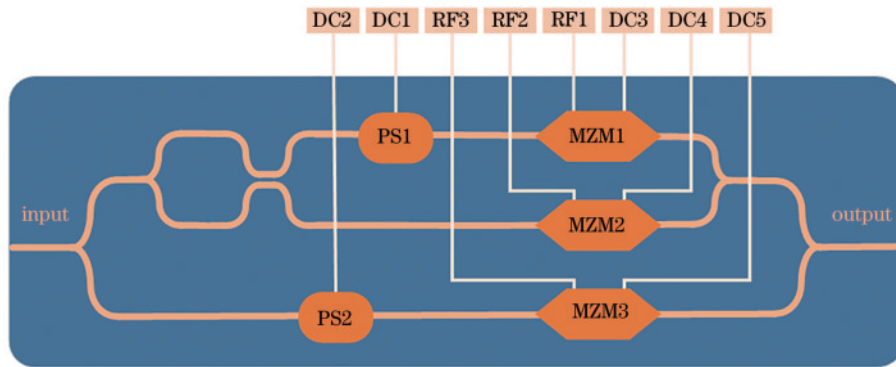 DC2 DC1 RF3 RF2 RF1 DC3 DC4 DC5
PS1 MZM1
input MZM2 output
PS2 MZM3